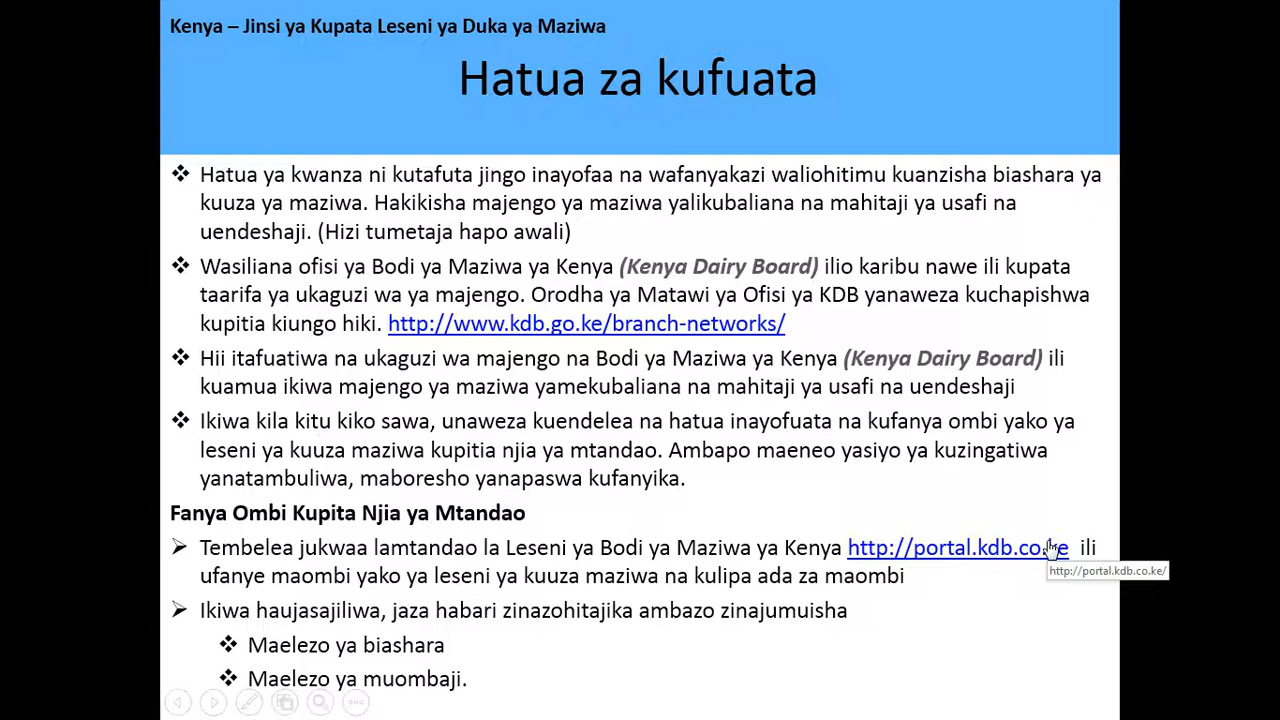 Kenya – Jinsi ya Kupata Leseni ya Duka ya Maziwa
Hatua za kufuata
❖ Hatua ya kwanza ni kutafuta jingo inayofaa na wafanyakazi waliohitimu kuanzisha biashara ya
kuuza ya maziwa. Hakikisha majengo ya maziwa yalikubaliana na mahitaji ya usafi na
uendeshaji. (Hizi tumetaja hapo awali)
❖ Wasiliana ofisi ya Bodi ya Maziwa ya Kenya (Kenya Dairy Board) ilio karibu nawe ili kupata
taarifa ya ukaguzi wa ya majengo. Orodha ya Matawi ya Ofisi ya KDB yanaweza kuchapishwa
kupitia kiungo hiki. http://www.kdb.go.ke/branch-networks/
❖ Hii itafuatiwa na ukaguzi wa majengo na Bodi ya Maziwa ya Kenya (Kenya Dairy Board) ili
kuamua ikiwa majengo ya maziwa yamekubaliana na mahitaji ya usafi na uendeshaji
❖ Ikiwa kila kitu kiko sawa, unaweza kuendelea na hatua inayofuata na kufanya ombi yako ya
leseni ya kuuza maziwa kupitia njia ya mtandao. Ambapo maeneo yasiyo ya kuzingatiwa
yanatambuliwa, maboresho yanapaswa kufanyika.
Fanya Ombi Kupita Njia ya Mtandao
➢ Tembelea jukwaa lamtandao la Leseni ya Bodi ya Maziwa ya Kenya http://portal.kdb.co.ke ili
http://portal.kdb.co.ke/
ufanye maombi yako ya leseni ya kuuza maziwa na kulipa ada za maombi
➢ Ikiwa haujasajiliwa, jaza habari zinazohitajika ambazo zinajumuisha
❖ Maelezo ya biashara
❖ Maelezo ya muombaji.